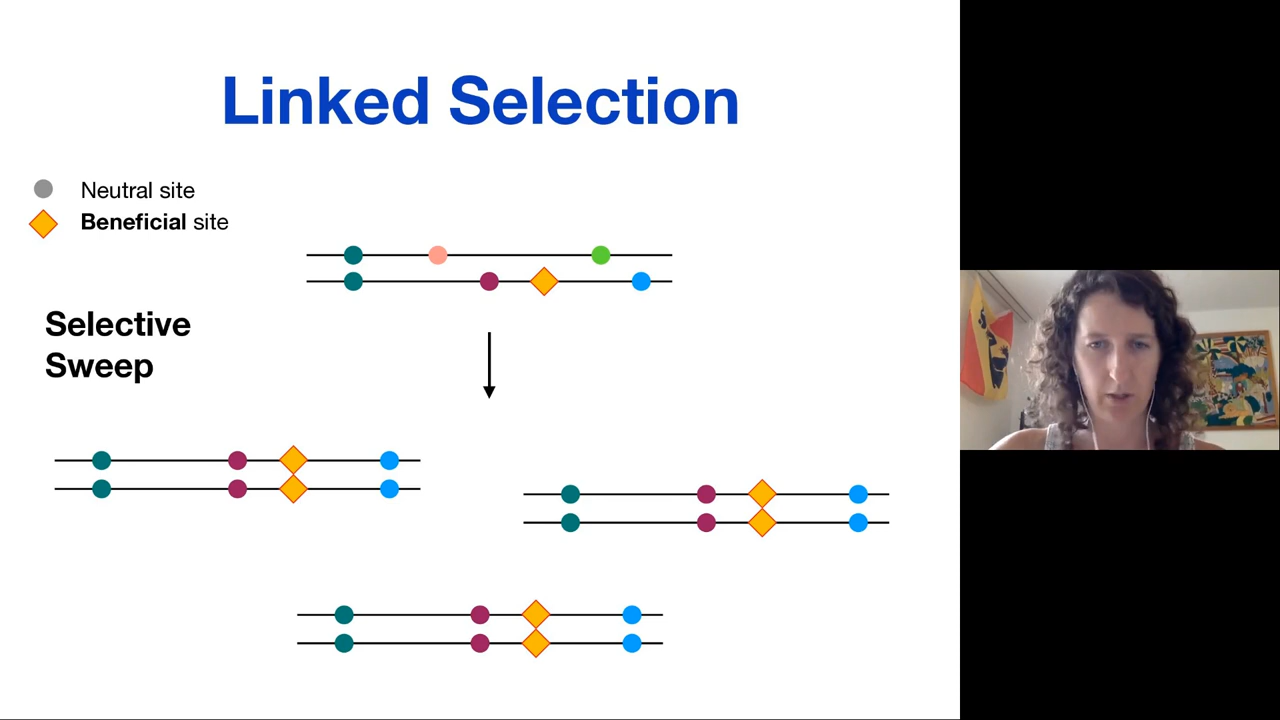 Linked Selection
Neutral site
Beneficial site
Selective
Sweep